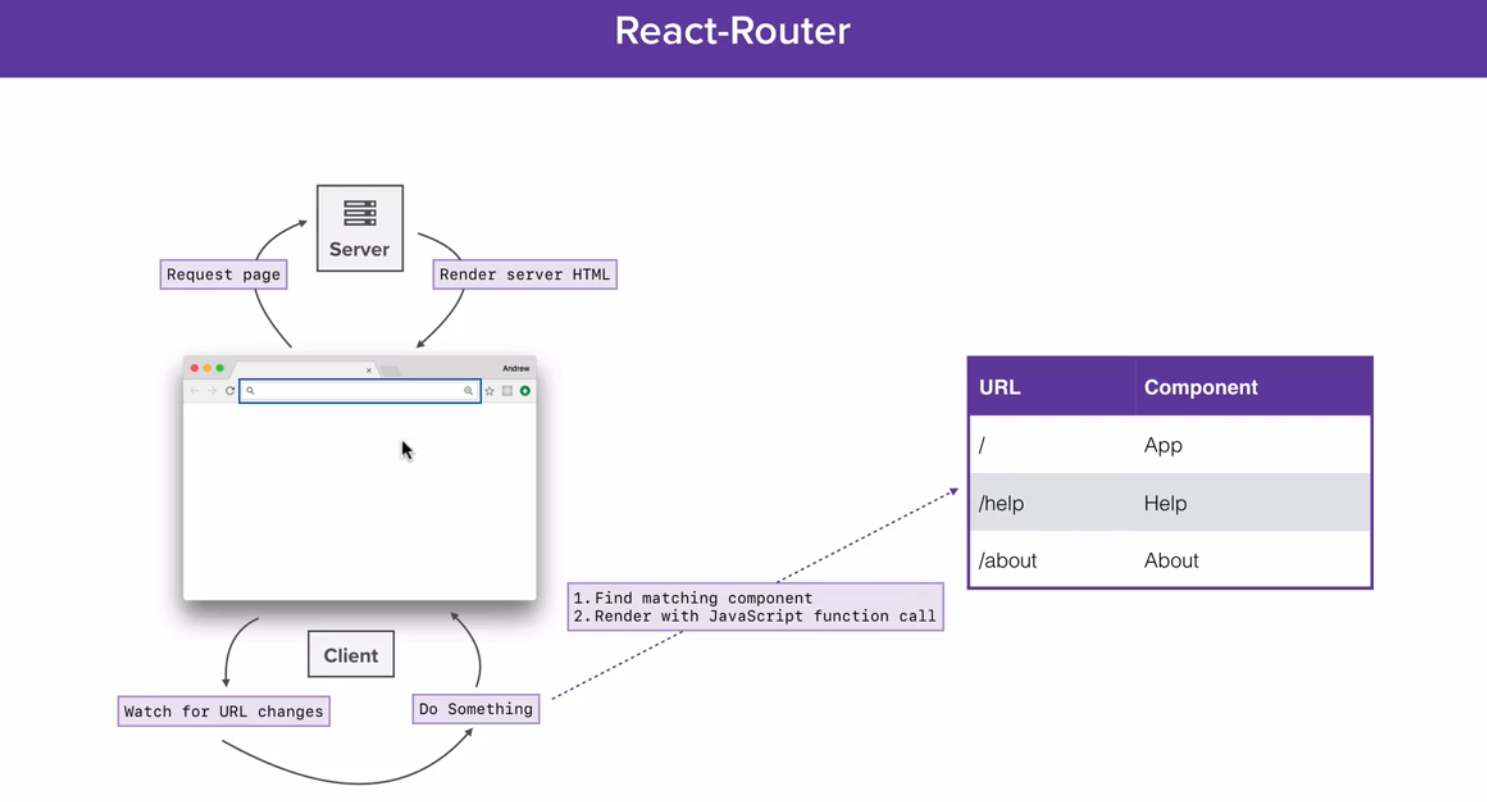 React-Router
Server
Request page
Render server HTML
Andrew
URL Component
/ App
/help Help
/about About
1. Find matching component
2. Render with JavaScript function call
Client
Watch for URL changes
Do Something